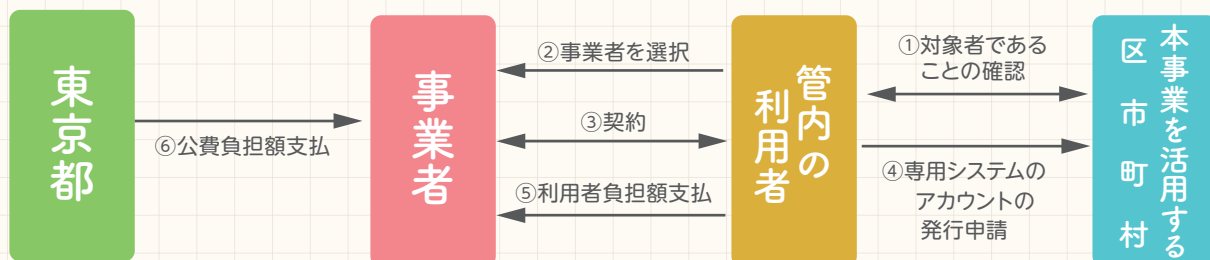 東京都
⑥公費負担額支払
事業者
②事業者を選択
③契約
⑤利用者負担額支払
管内の
利用者
①対象者である
ことの確認
④専用システムの
アカウントの
発行申請
本事業を活用する
区市町村